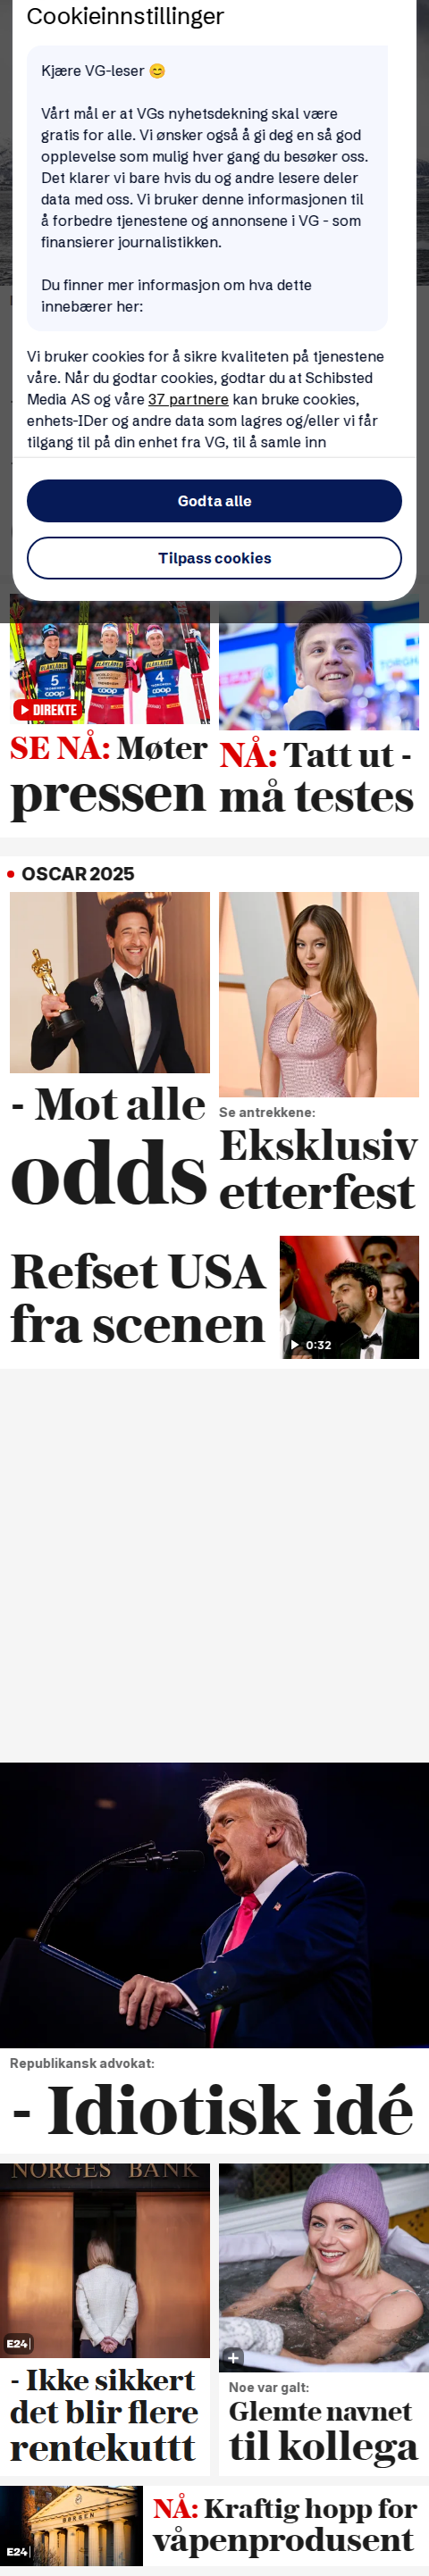 Cookieinnstillinger
Kjære VG-leser 😊
Vårt mål er at VGs nyhetsdekning skal være
gratis for alle. Vi ønsker også å gi deg en så god
opplevelse som mulig hver gang du besøker oss.
Det klarer vi bare hvis du og andre lesere deler
data med oss. Vi bruker denne informasjonen til
å forbedre tjenestene og annonsene i VG - som
finansierer journalistikken.
Du finner mer informasjon om hva dette
innebærer her:
Vi bruker cookies for å sikre kvaliteten på tjenestene
våre. Når du godtar cookies, godtar du at Schibsted
Media AS og våre 37 partnere kan bruke cookies,
enhets-IDer og andre data som lagres og/eller vi får
tilgang til på din enhet fra VG, til å samle inn
Godta alle
Tilpass cookies
5
4
coop
coop
coop
DIREKTE
SE NÅ: Møter
pressen
TORGH
NÅ: Tatt ut -
må testes
OSCAR 2025
- Mot alle
odds
Se antrekkene:
Eksklusiv
etterfest
Refset USA
fra scenen
0:32
Republikansk advokat:
- Idiotisk idé
NORGES BANK
E24
- Ikke sikkert
det blir flere
rentekutt
Noe var galt:
Glemte navnet
til kollega
BØRSEN
E24
NÅ: Kraftig hopp for
våpenprodusent